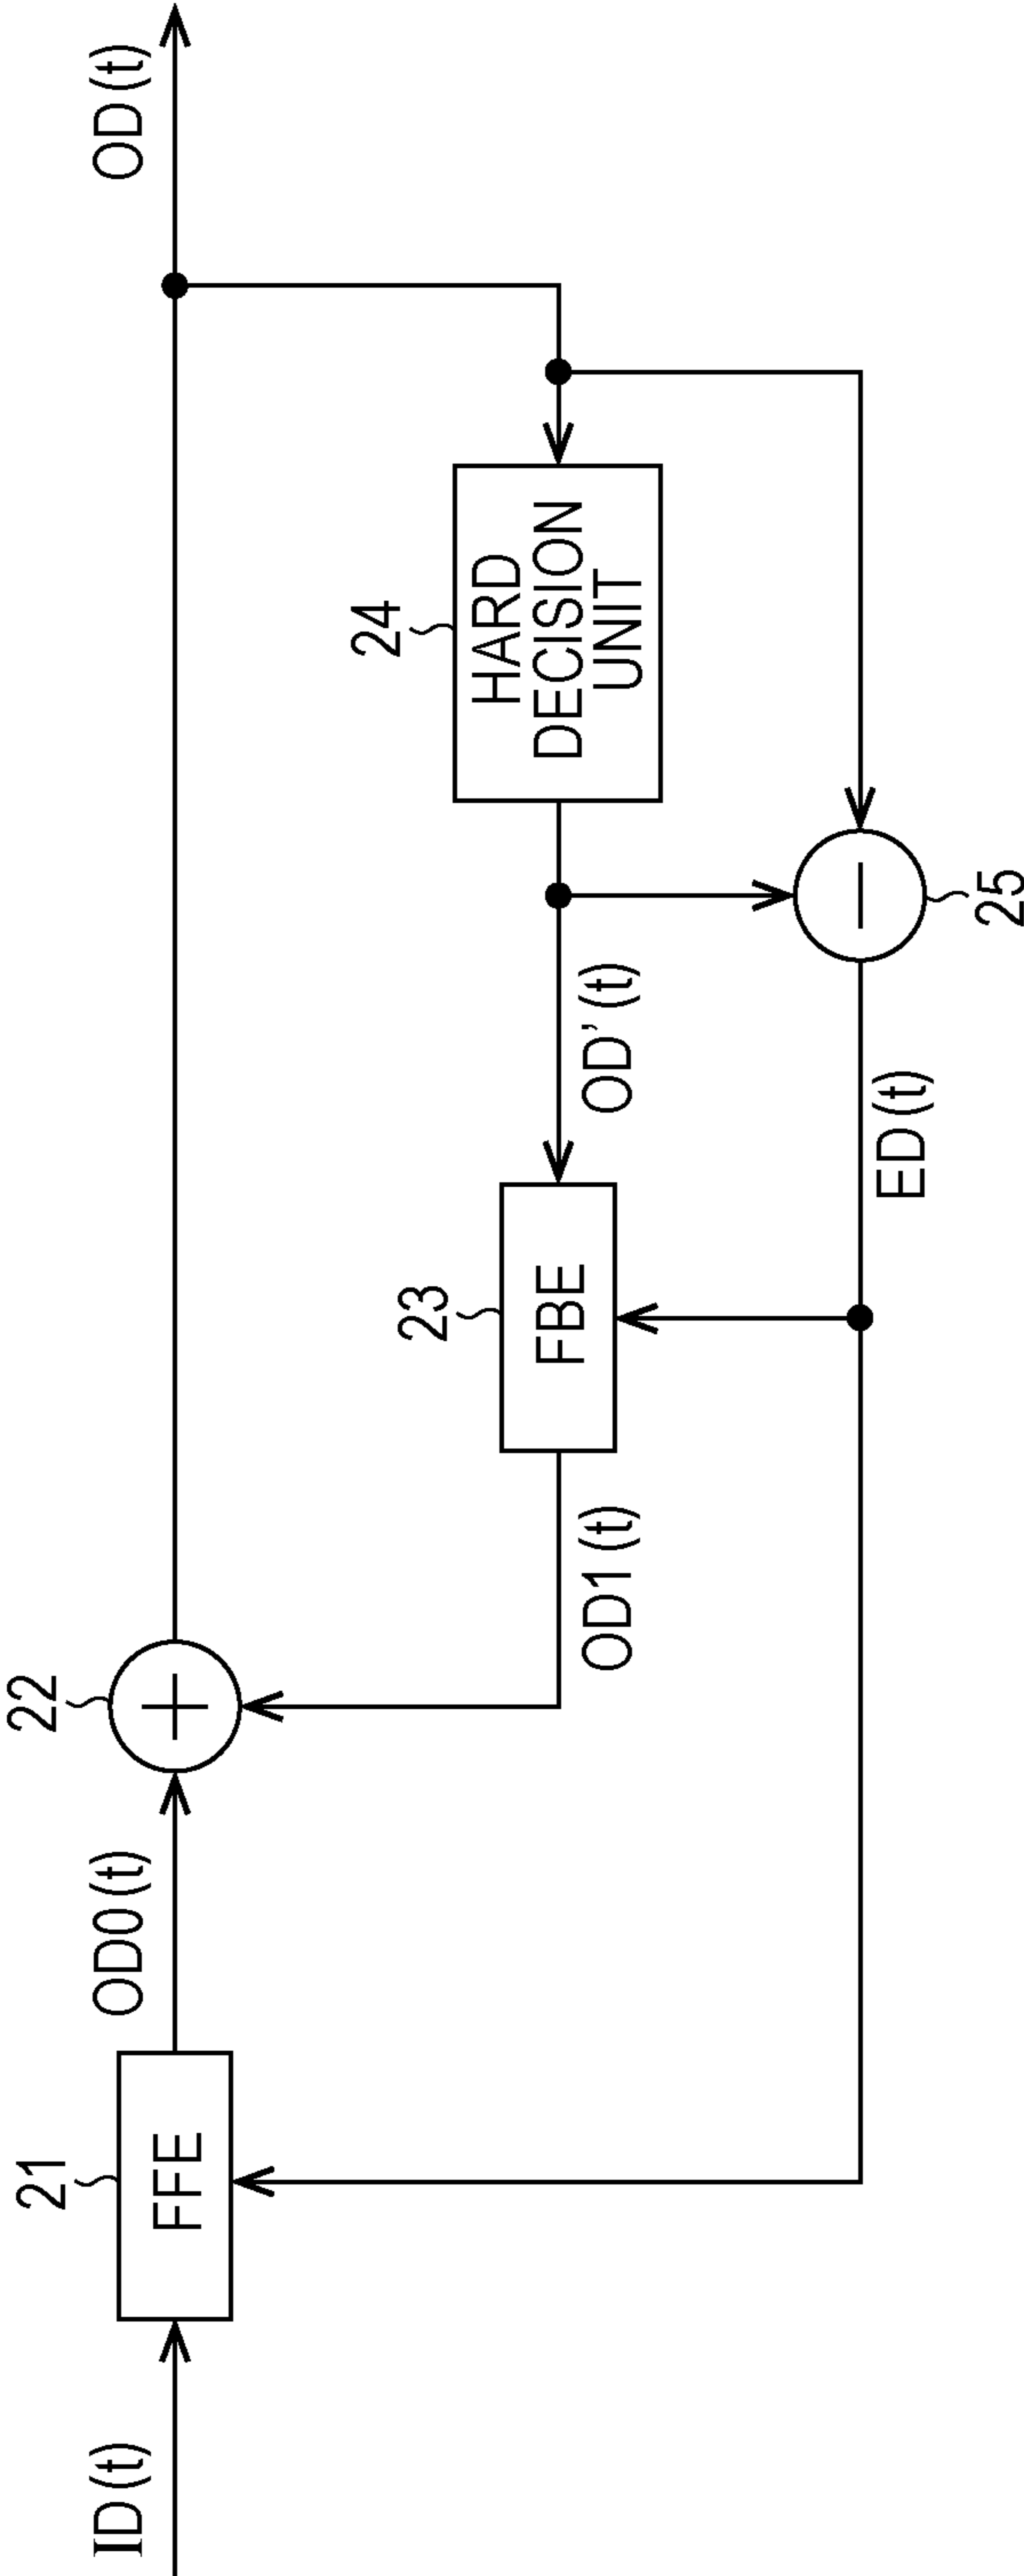 ID (t)
21
FFE
OD0 (t)
22
OD (t)
OD1 (t)
23
FBE
OD' (t)
24
HARD
DECISION
UNIT
ED (t)
25